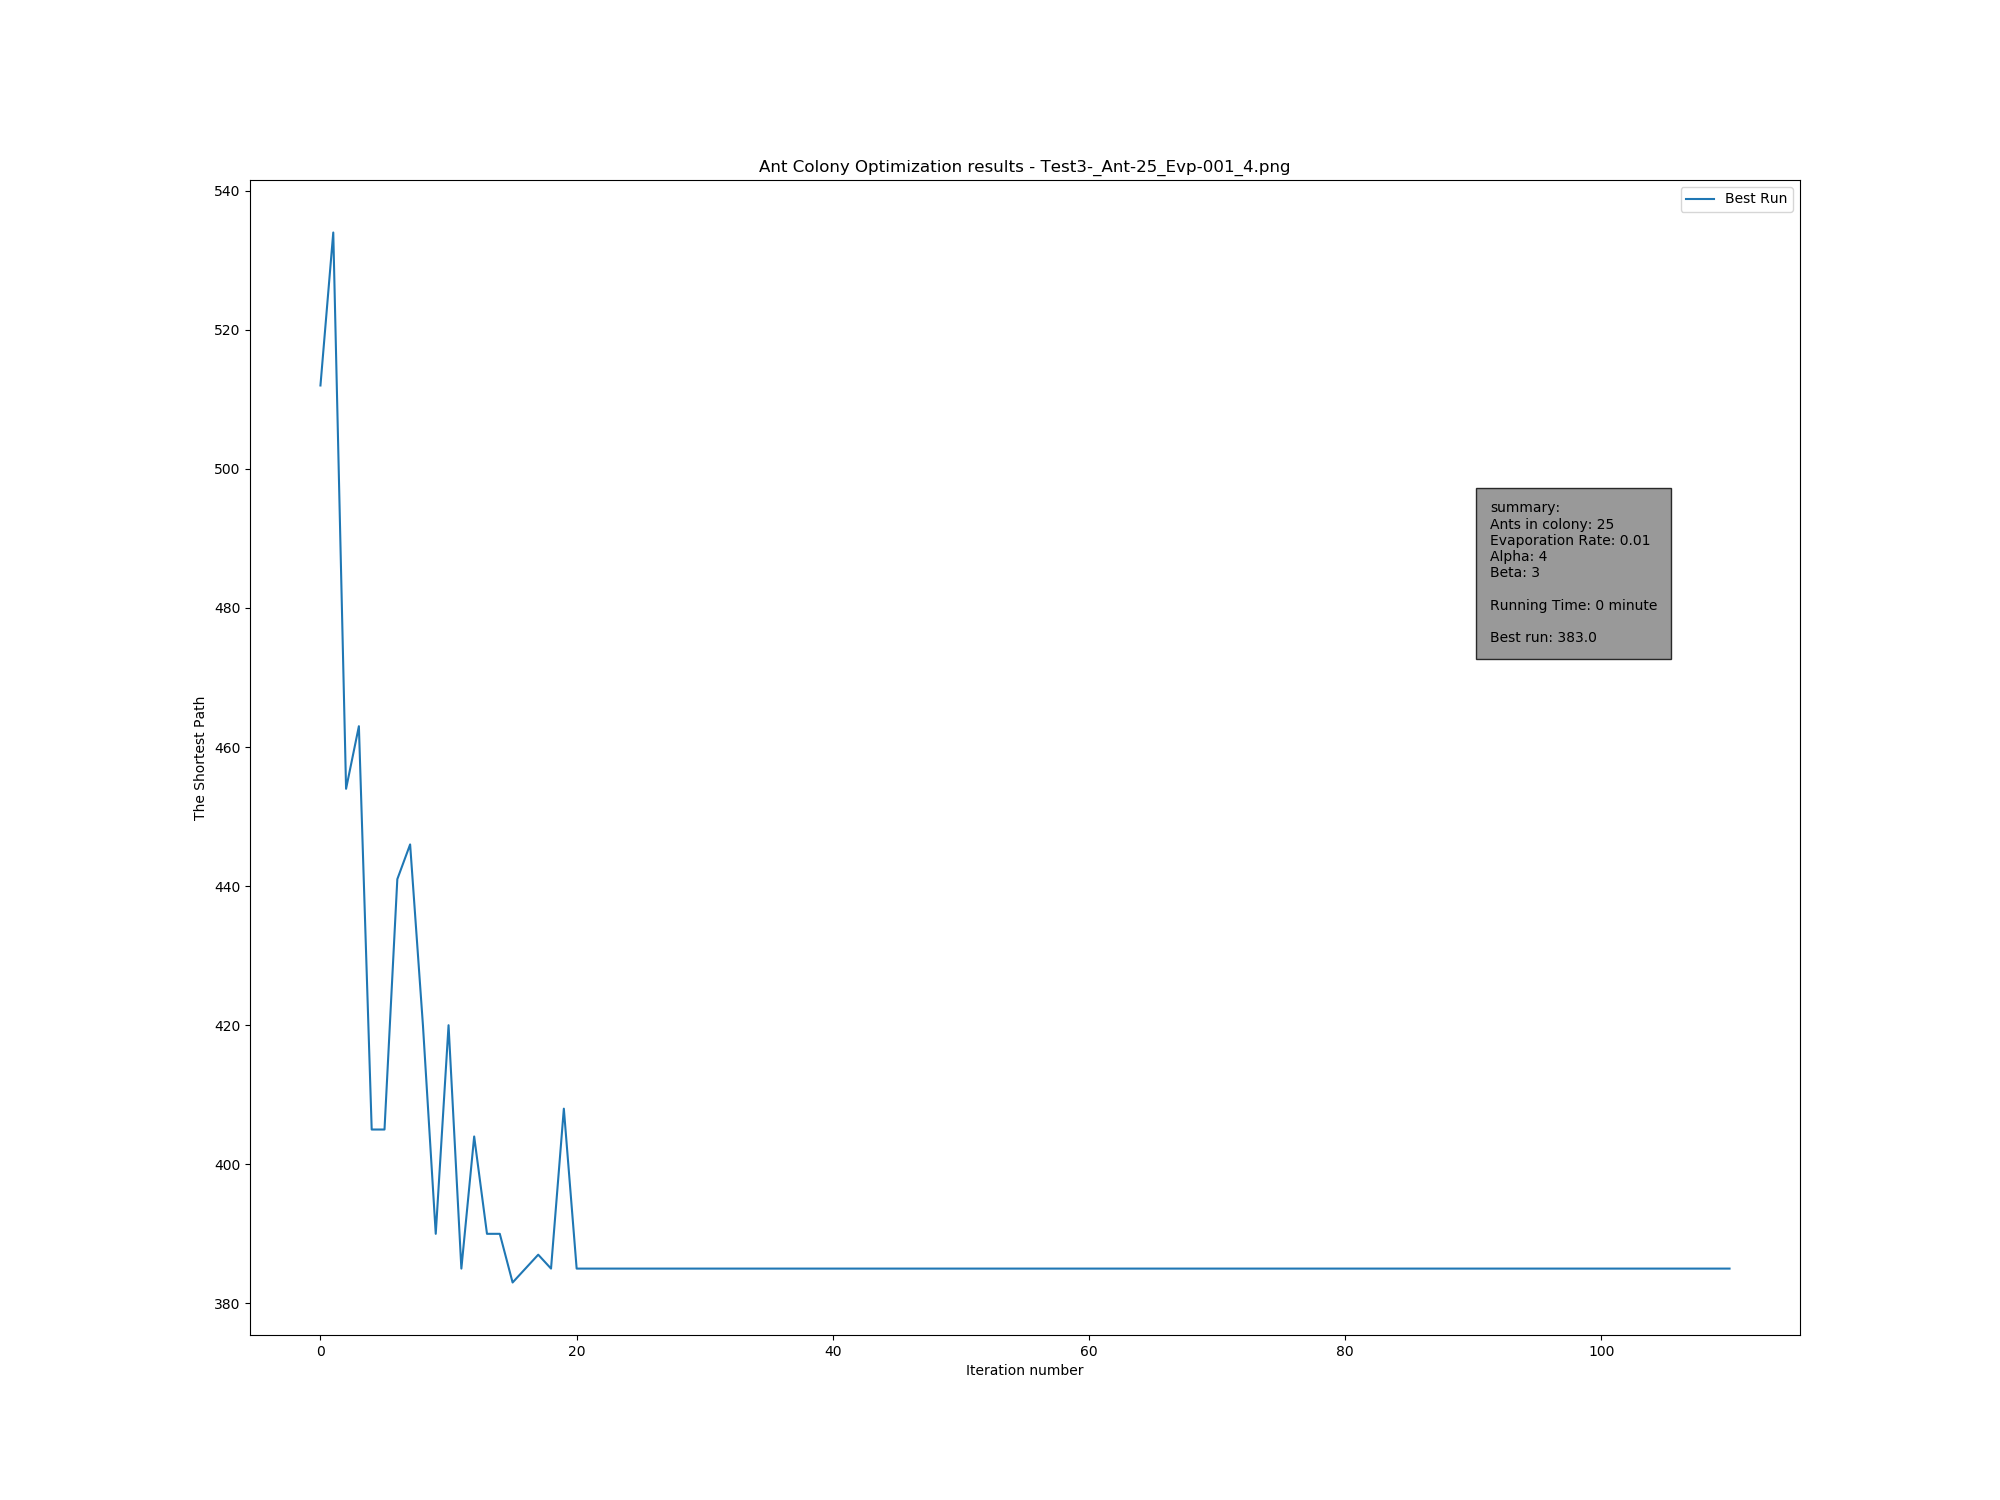 Ant Colony Optimization results - Test3-_Ant-25_Evp-001_4.png
Best Run
540
520
500
480
460
440
420
400
380
The Shortest Path
summary:
Ants in colony: 25
Evaporation Rate: 0.01
Alpha: 4
Beta: 3
Running Time: 0 minute
Best run: 383.0
0
20
40
60
80
100
Iteration number